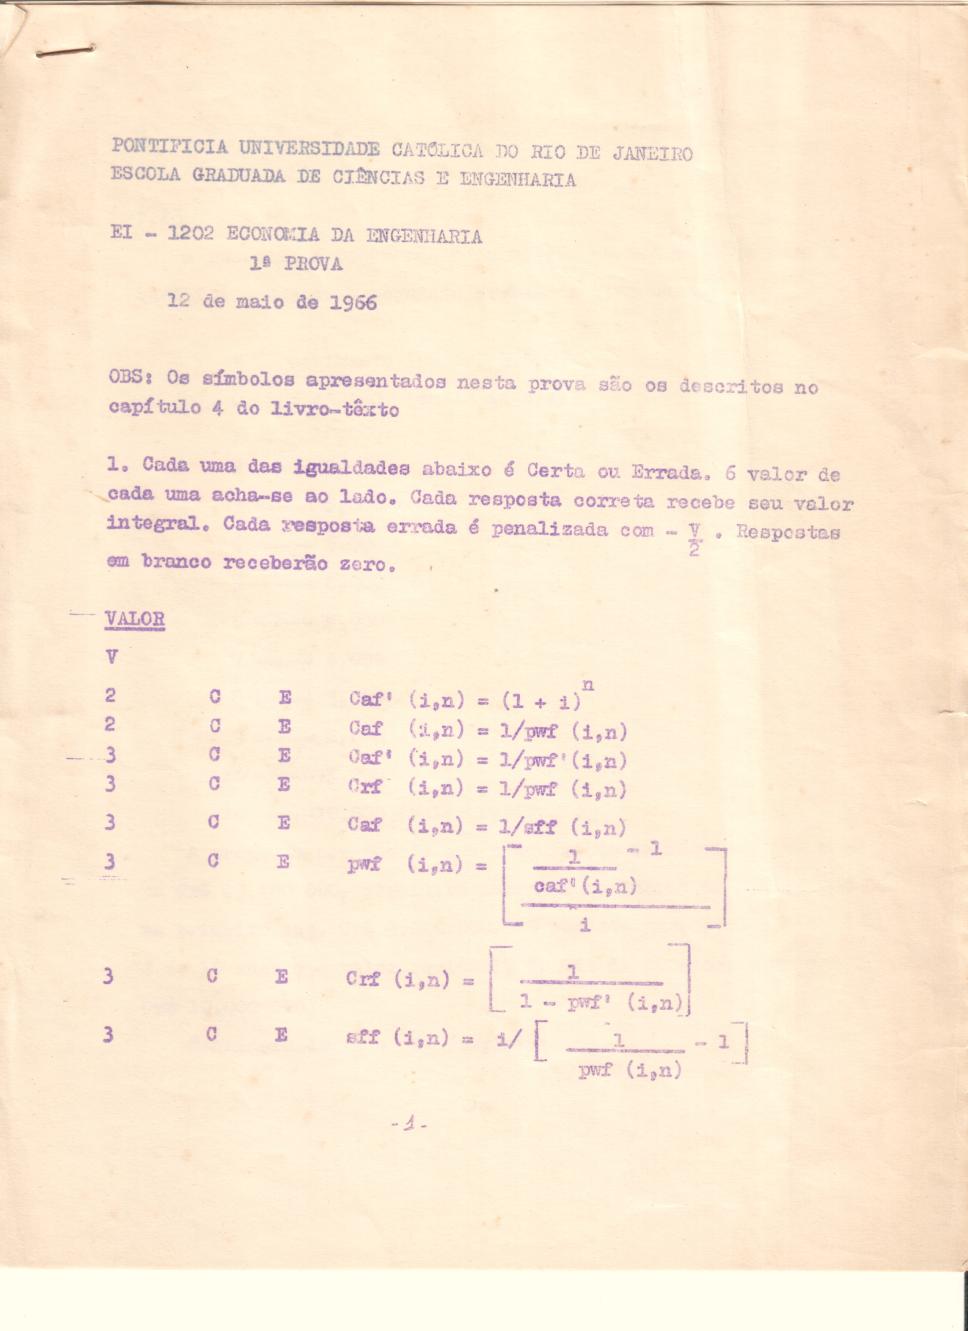 PONTIFICIA UNIVERSIDADE CATÓLICA DO RIO DE JANEIRO
ESCOLA GRADUADA DE CIÊNCIAS E ENGENHARIA
EI - 1202 ECONOMIA DA ENGENHARIA
1ª PROVA
12 de maio de 1966
OBS: Os símbolos apresentados nesta prova são os descritos no
capítulo 4 do livro-têxto
1. Cada uma das igualdades abaixo é Certa ou Errada. 6 valor de
cada uma acha-se ao lado. Cada resposta correta recebe seu valor
integral. Cada resposta errada é penalizada com - V/2 . Respostas
em branco receberão zero.
VALOR
V
2 C E Caf' (i,n) = (1 + i)^n
2 C E Caf (i,n) = 1/pwf (i,n)
3 C E Caf' (i,n) = 1/pwf'(i,n)
3 C E Crf (i,n) = 1/pwf (i,n)
3 C E Caf (i,n) = 1/sff (i,n)
3 C E pwf (i,n) = [ 1 - 1
caf'(i,n)
i ]
3 C E Crf (i,n) = [ 1
1 - pwf' (i,n) ]
3 C E sff (i,n) = i/ [ 1 - 1 ]
pwf (i,n)
-1-